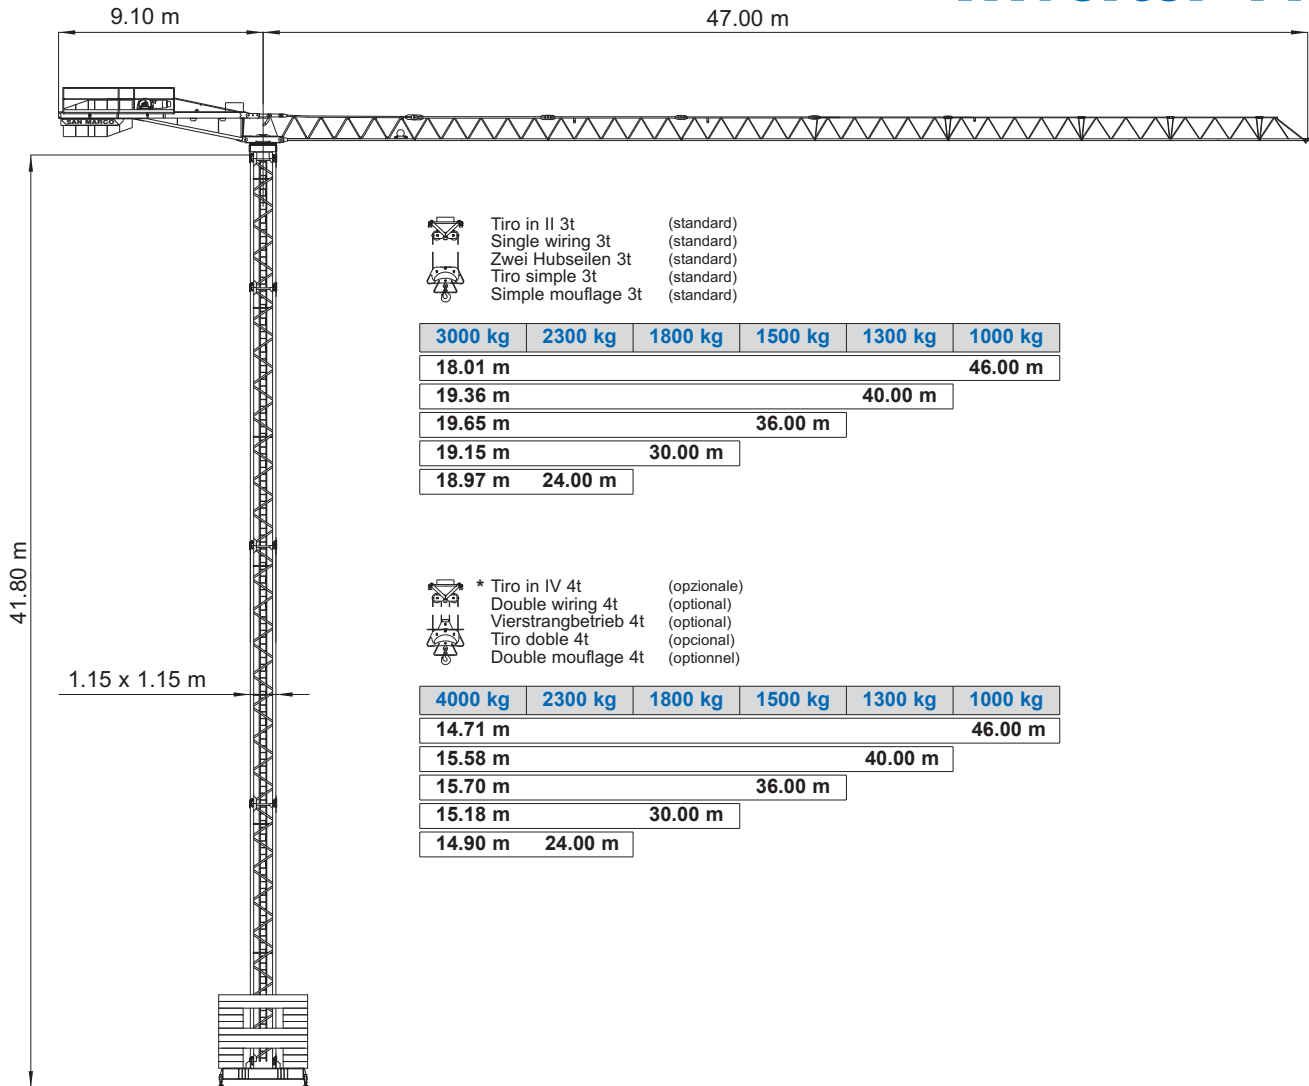 9.10 m
47.00 m
SAN MARCO
Tiro in II 3t (standard)
Single wiring 3t (standard)
Zwei Hubseilen 3t (standard)
Tiro simple 3t (standard)
Simple mouflage 3t (standard)
3000 kg 2300 kg 1800 kg 1500 kg 1300 kg 1000 kg
18.01 m 46.00 m
19.36 m 40.00 m
19.65 m 36.00 m
19.15 m 30.00 m
18.97 m 24.00 m
41.80 m
* Tiro in IV 4t (opzionale)
Double wiring 4t (optional)
Vierstrangbetrieb 4t (optional)
Tiro doble 4t (opcional)
Double mouflage 4t (optionnel)
1.15 x 1.15 m
4000 kg 2300 kg 1800 kg 1500 kg 1300 kg 1000 kg
14.71 m 46.00 m
15.58 m 40.00 m
15.70 m 36.00 m
15.18 m 30.00 m
14.90 m 24.00 m